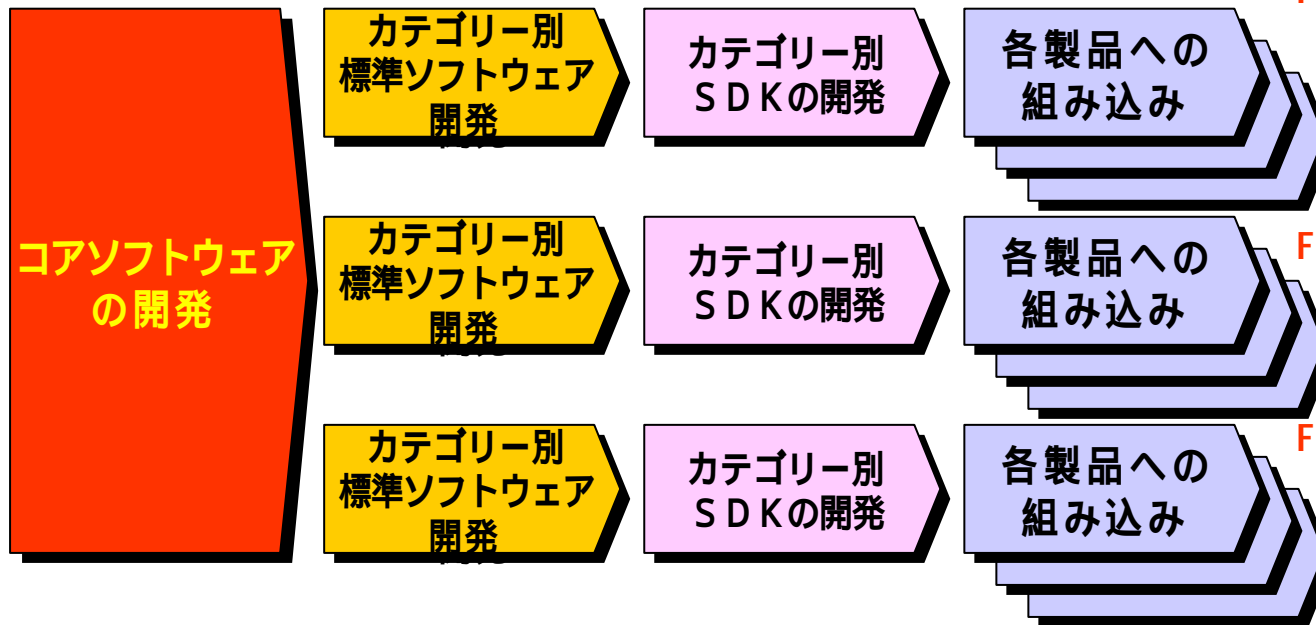 コアソフトウェア
の開発
カテゴリー別
標準ソフトウェア
開発
カテゴリー別
ＳＤＫの開発
各製品への
組み込み
F
カテゴリー別
標準ソフトウェア
開発
カテゴリー別
ＳＤＫの開発
各製品への
組み込み
F
カテゴリー別
標準ソフトウェア
開発
カテゴリー別
ＳＤＫの開発
各製品への
組み込み